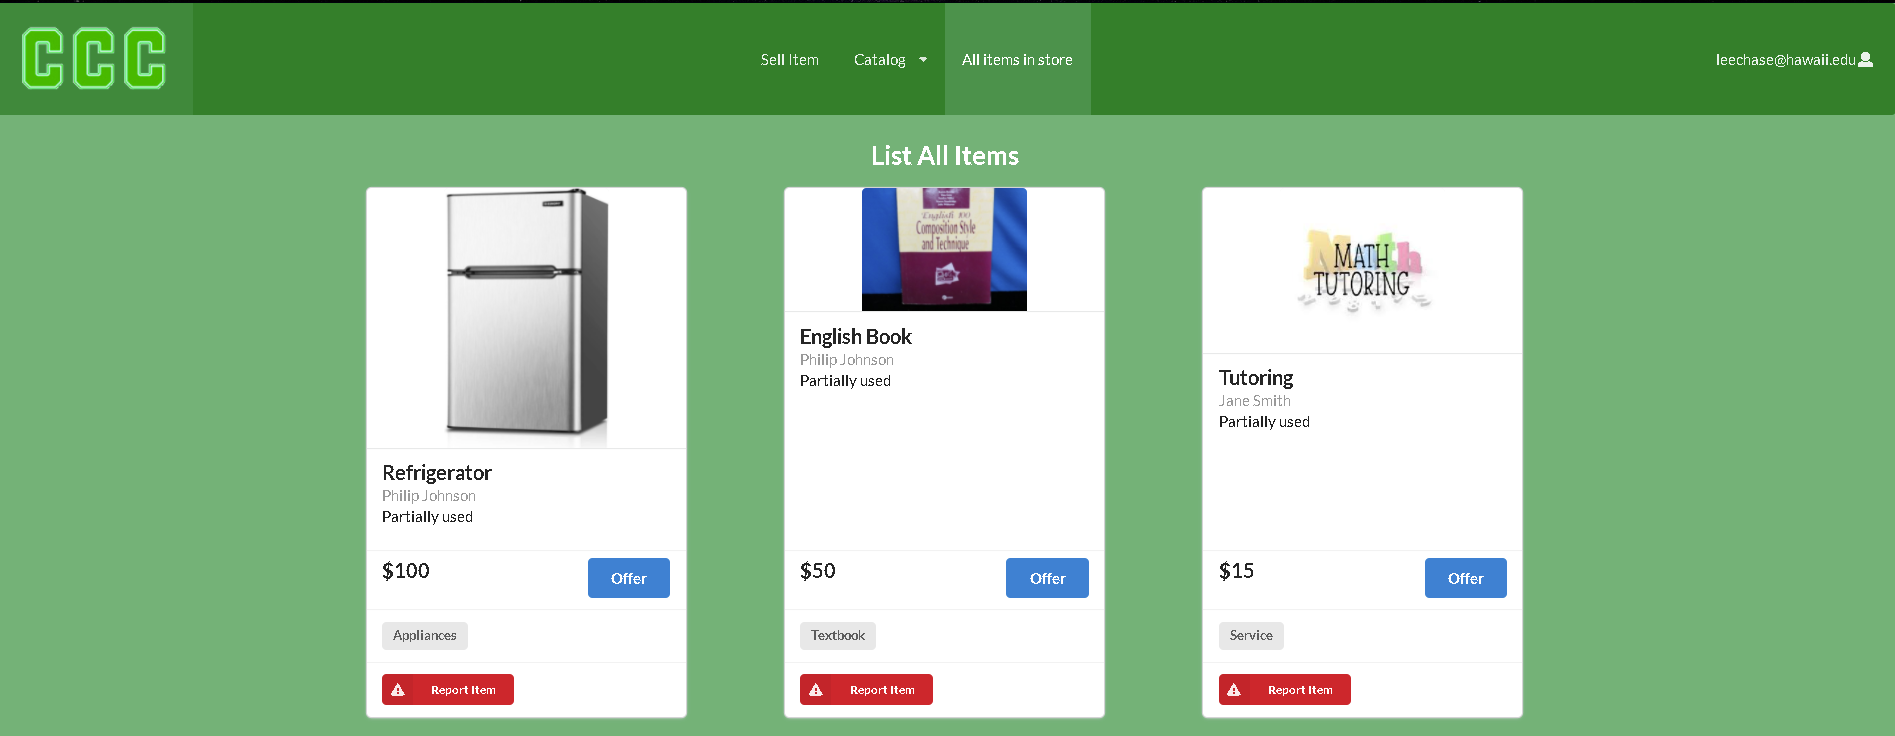 CCC
Sell Item
Catalog
All items in store
leechase@hawaii.edu
List All Items
English 100
Composition Style
and Technique
MATH
TUTORING
Refrigerator
Philip Johnson
Partially used
$100
Offer
Appliances
Report Item
English Book
Philip Johnson
Partially used
$50
Offer
Textbook
Report Item
Tutoring
Jane Smith
Partially used
$15
Offer
Service
Report Item